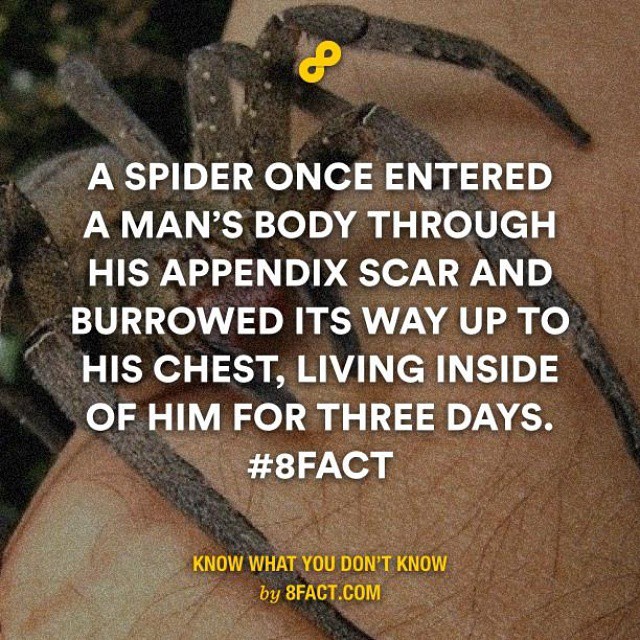 A SPIDER ONCE ENTERED
A MAN'S BODY THROUGH
HIS APPENDIX SCAR AND
BURROWED ITS WAY UP TO
HIS CHEST, LIVING INSIDE
OF HIM FOR THREE DAYS.
#8FACT
KNOW WHAT YOU DON'T KNOW
by 8FACT.COM